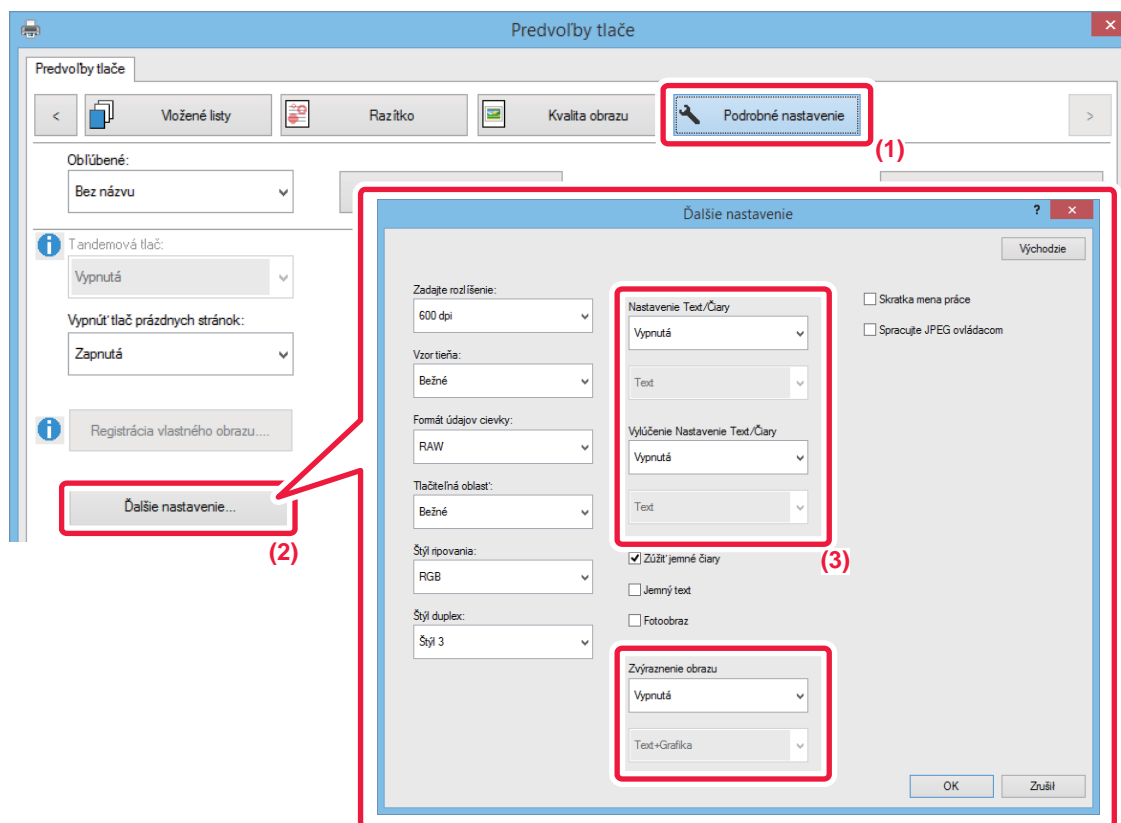 Predvoľby tlače
Predvoľby tlače
<
Vložené listy
Razítko
Kvalita obrazu
Podrobné nastavenie
>
(1)
Obľúbené:
Bez názvu
Tandemová tlač:
Vypnutá
Vypnúť tlač prázdnych stránok:
Zapnutá
Registrácia vlastného obrazu....
Ďalšie nastavenie...
(2)
Ďalšie nastavenie
?
Východzie
Zadajte rozlíšenie:
600 dpi
Vzor tieňa:
Bežné
Formát údajov cievky:
RAW
Tlačiteľná oblasť:
Bežné
Štýl ripovania:
RGB
Štýl duplex:
Štýl 3
Nastavenie Text/Čiary
Vypnutá
Text
Vylúčenie Nastavenie Text/Čiary
Vypnutá
Text
(3)
Zúžiť jemné čiary
Jemný text
Fotoobraz
Zvýraznenie obrazu
Vypnutá
Text+Grafika
Skratka mena práce
Spracujte JPEG ovládacom
OK
Zrušiť